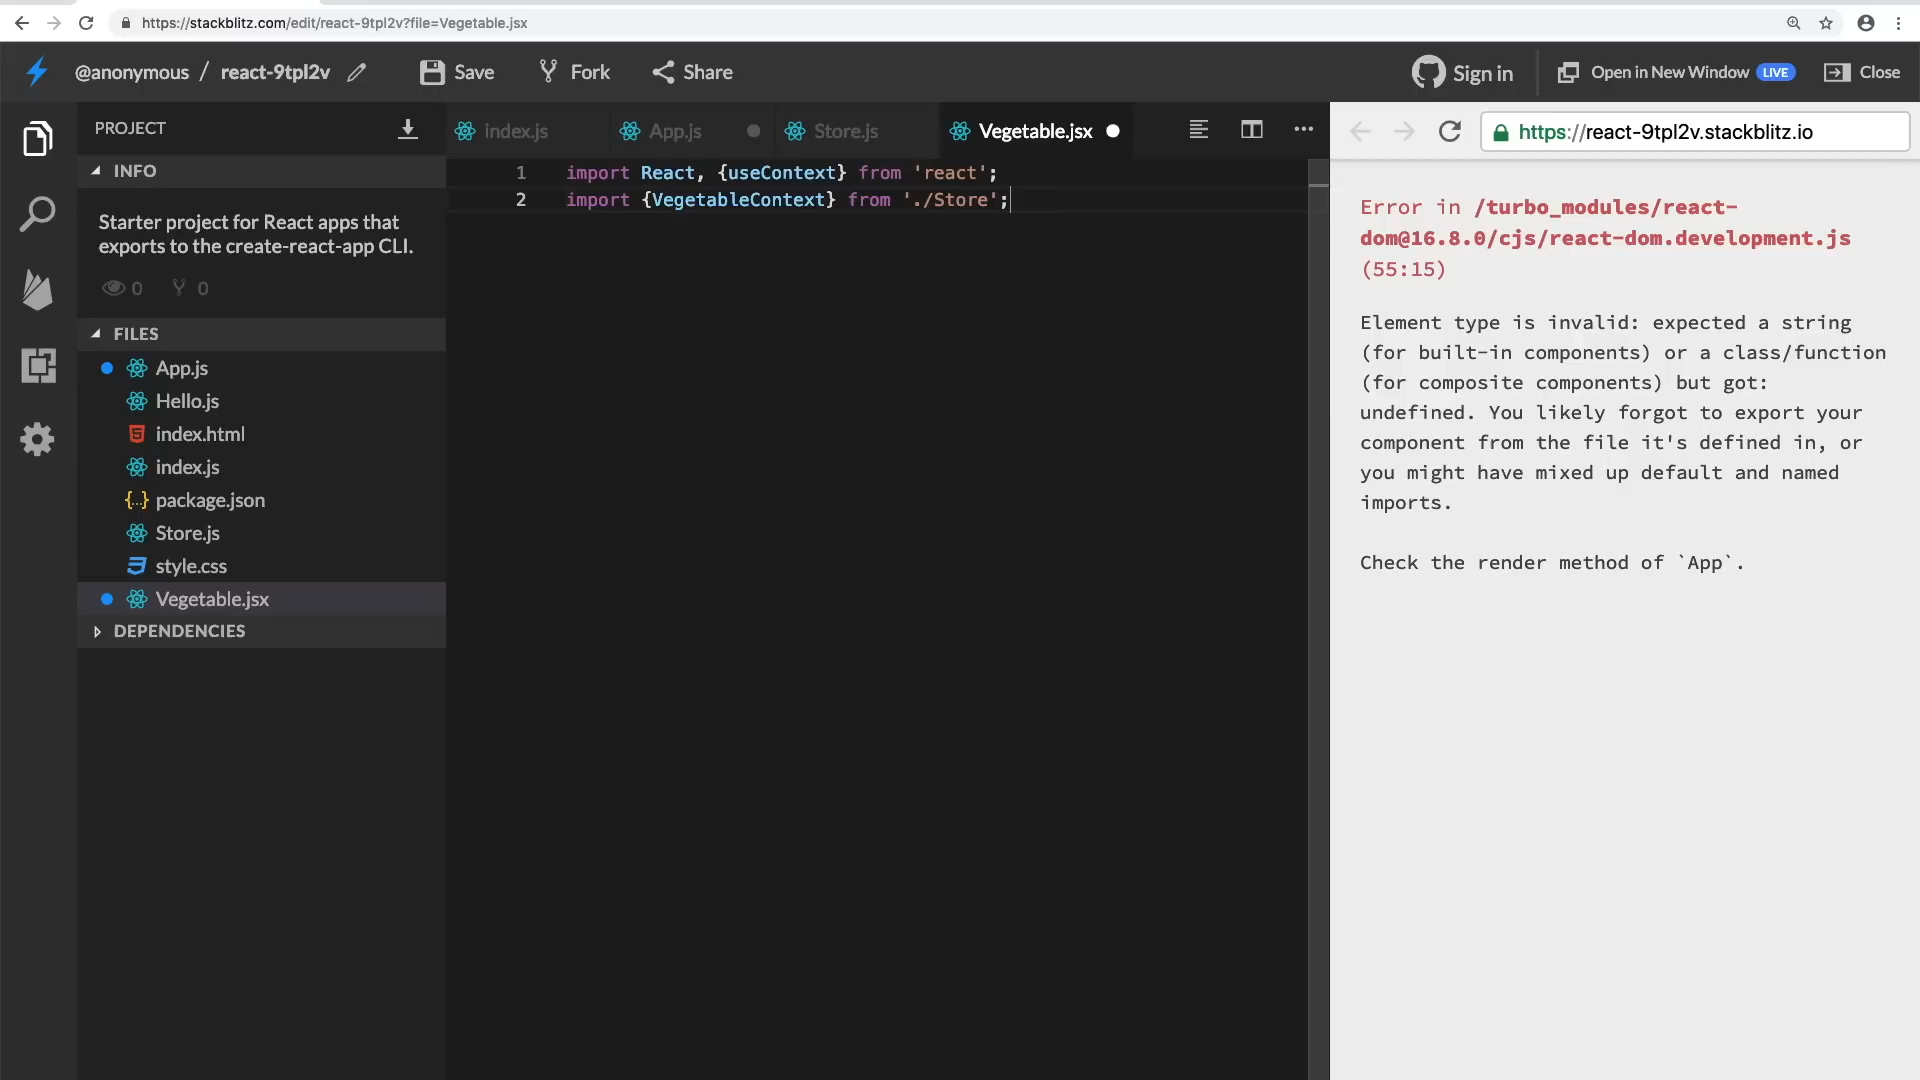 https://stackblitz.com/edit/react-9tpl2v?file=Vegetable.jsx
@anonymous / react-9tpl2v
Save
Fork
Share
Sign in
Open in New Window LIVE
Close
PROJECT
INFO
Starter project for React apps that
exports to the create-react-app CLI.
0 0
FILES
App.js
Hello.js
index.html
index.js
package.json
Store.js
style.css
Vegetable.jsx
DEPENDENCIES
index.js
App.js
Store.js
Vegetable.jsx
1 import React, {useContext} from 'react';
2 import {VegetableContext} from './Store';
https://react-9tpl2v.stackblitz.io
Error in /turbo_modules/react-
dom@16.8.0/cjs/react-dom.development.js
(55:15)
Element type is invalid: expected a string
(for built-in components) or a class/function
(for composite components) but got:
undefined. You likely forgot to export your
component from the file it's defined in, or
you might have mixed up default and named
imports.
Check the render method of `App`.